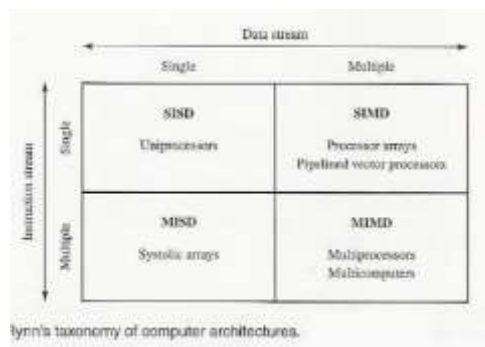 Data stream
Single Multiple
Instruction stream
Single
SISD
Uniprocessors
SIMD
Processor arrays
Pipelined vector processors
Multiple
MISD
Systolic arrays
MIMD
Multiprocessors
Multicomputers
lynn's taxonomy of computer architectures.